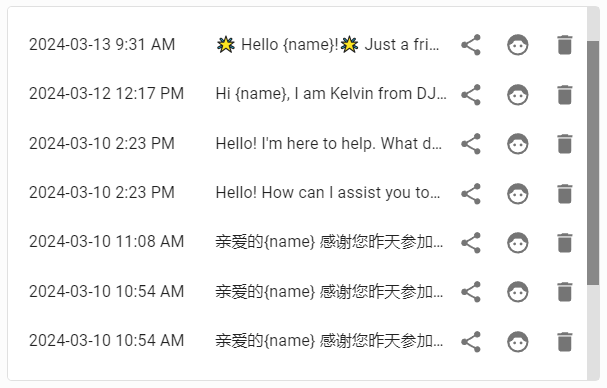 2024-03-13 9:31 AM 🌟 Hello {name}!🌟 Just a fri...
2024-03-12 12:17 PM Hi {name}, I am Kelvin from DJ...
2024-03-10 2:23 PM Hello! I'm here to help. What d...
2024-03-10 2:23 PM Hello! How can I assist you to...
2024-03-10 11:08 AM 亲爱的{name} 感谢您昨天参加...
2024-03-10 10:54 AM 亲爱的{name} 感谢您昨天参加...
2024-03-10 10:54 AM 亲爱的{name} 感谢您昨天参加...